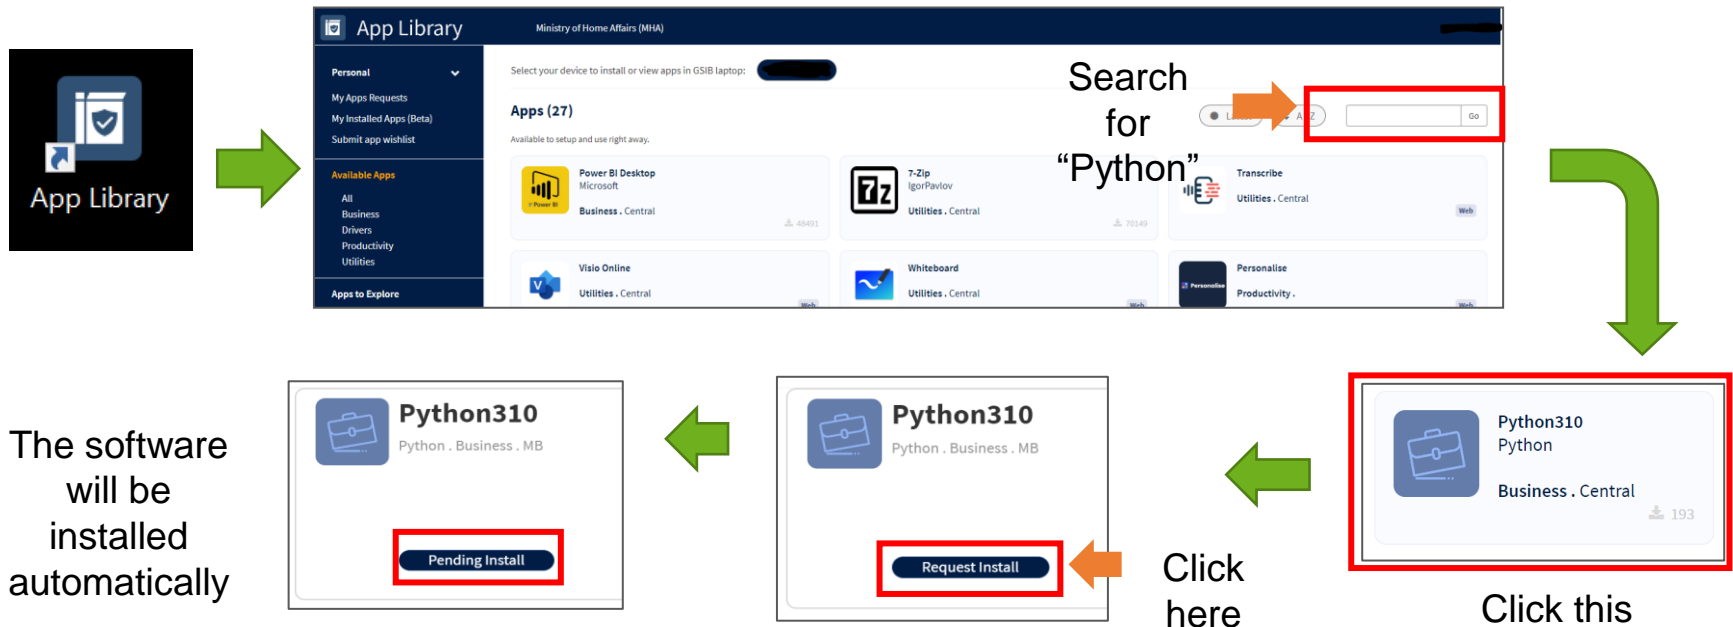 App Library
App Library
Ministry of Home Affairs (MHA)
Personal
My Apps Requests
My Installed Apps (Beta)
Submit app wishlist
Available Apps
All
Business
Drivers
Productivity
Utilities
Apps to Explore
Select your device to install or view apps in GSIB laptop:
Apps (27)
Available to setup and use right away.
Search
for
“Python”
Go
Power BI Desktop
Microsoft
Business . Central
48491
7-Zip
IgorPavlov
Utilities . Central
70149
Transcribe
Utilities . Central
Web
Visio Online
Utilities . Central
Web
Whiteboard
Utilities . Central
Web
Personalise
Personalise
Productivity .
Web
Python310
Python
Business . Central
193
Click this
Python310
Python . Business . MB
Request Install
Click
here
Python310
Python . Business . MB
Pending Install
The software
will be
installed
automatically